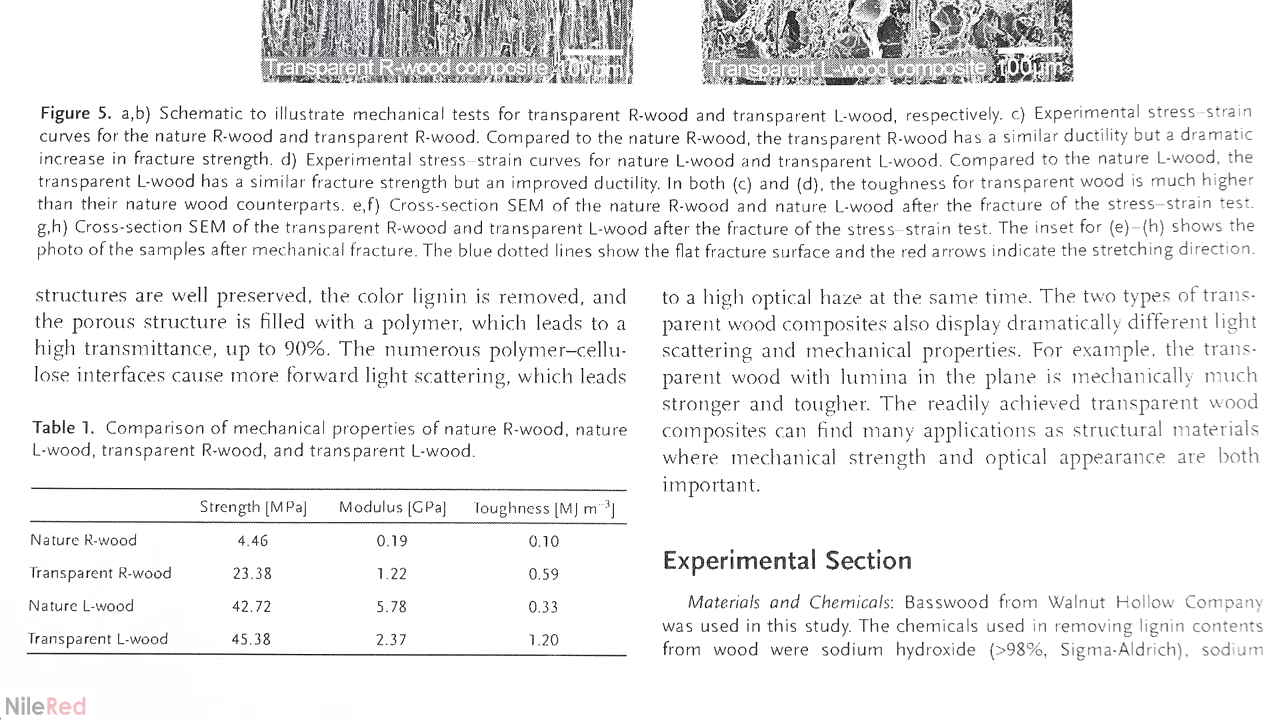 Transparent R-wood composite 100μm
Transparent L-wood composite 100μm
Figure 5. a,b) Schematic to illustrate mechanical tests for transparent R-wood and transparent L-wood, respectively. c) Experimental stress–strain
curves for the nature R-wood and transparent R-wood. Compared to the nature R-wood, the transparent R-wood has a similar ductility but a dramatic
increase in fracture strength. d) Experimental stress–strain curves for nature L-wood and transparent L-wood. Compared to the nature L-wood, the
transparent L-wood has a similar fracture strength but an improved ductility. In both (c) and (d), the toughness for transparent wood is much higher
than their nature wood counterparts. e,f) Cross-section SEM of the nature R-wood and nature L-wood after the fracture of the stress–strain test.
g,h) Cross-section SEM of the transparent R-wood and transparent L-wood after the fracture of the stress–strain test. The inset for (e)–(h) shows the
photo of the samples after mechanical fracture. The blue dotted lines show the flat fracture surface and the red arrows indicate the stretching direction.
structures are well preserved, the color lignin is removed, and
the porous structure is filled with a polymer, which leads to a
high transmittance, up to 90%. The numerous polymer–cellu-
lose interfaces cause more forward light scattering, which leads
Table 1. Comparison of mechanical properties of nature R-wood, nature
L-wood, transparent R-wood, and transparent L-wood.
Strength [MPa] Modulus [GPa] Toughness [MJ m⁻³]
Nature R-wood 4.46 0.19 0.10
Transparent R-wood 23.38 1.22 0.59
Nature L-wood 42.72 5.78 0.33
Transparent L-wood 45.38 2.37 1.20
to a high optical haze at the same time. The two types of trans-
parent wood composites also display dramatically different light
scattering and mechanical properties. For example, the trans-
parent wood with lumina in the plane is mechanically much
stronger and tougher. The readily achieved transparent wood
composites can find many applications as structural materials
where mechanical strength and optical appearance are both
important.
Experimental Section
Materials and Chemicals: Basswood from Walnut Hollow Company
was used in this study. The chemicals used in removing lignin contents
from wood were sodium hydroxide (>98%, Sigma-Aldrich), sodium
NileRed